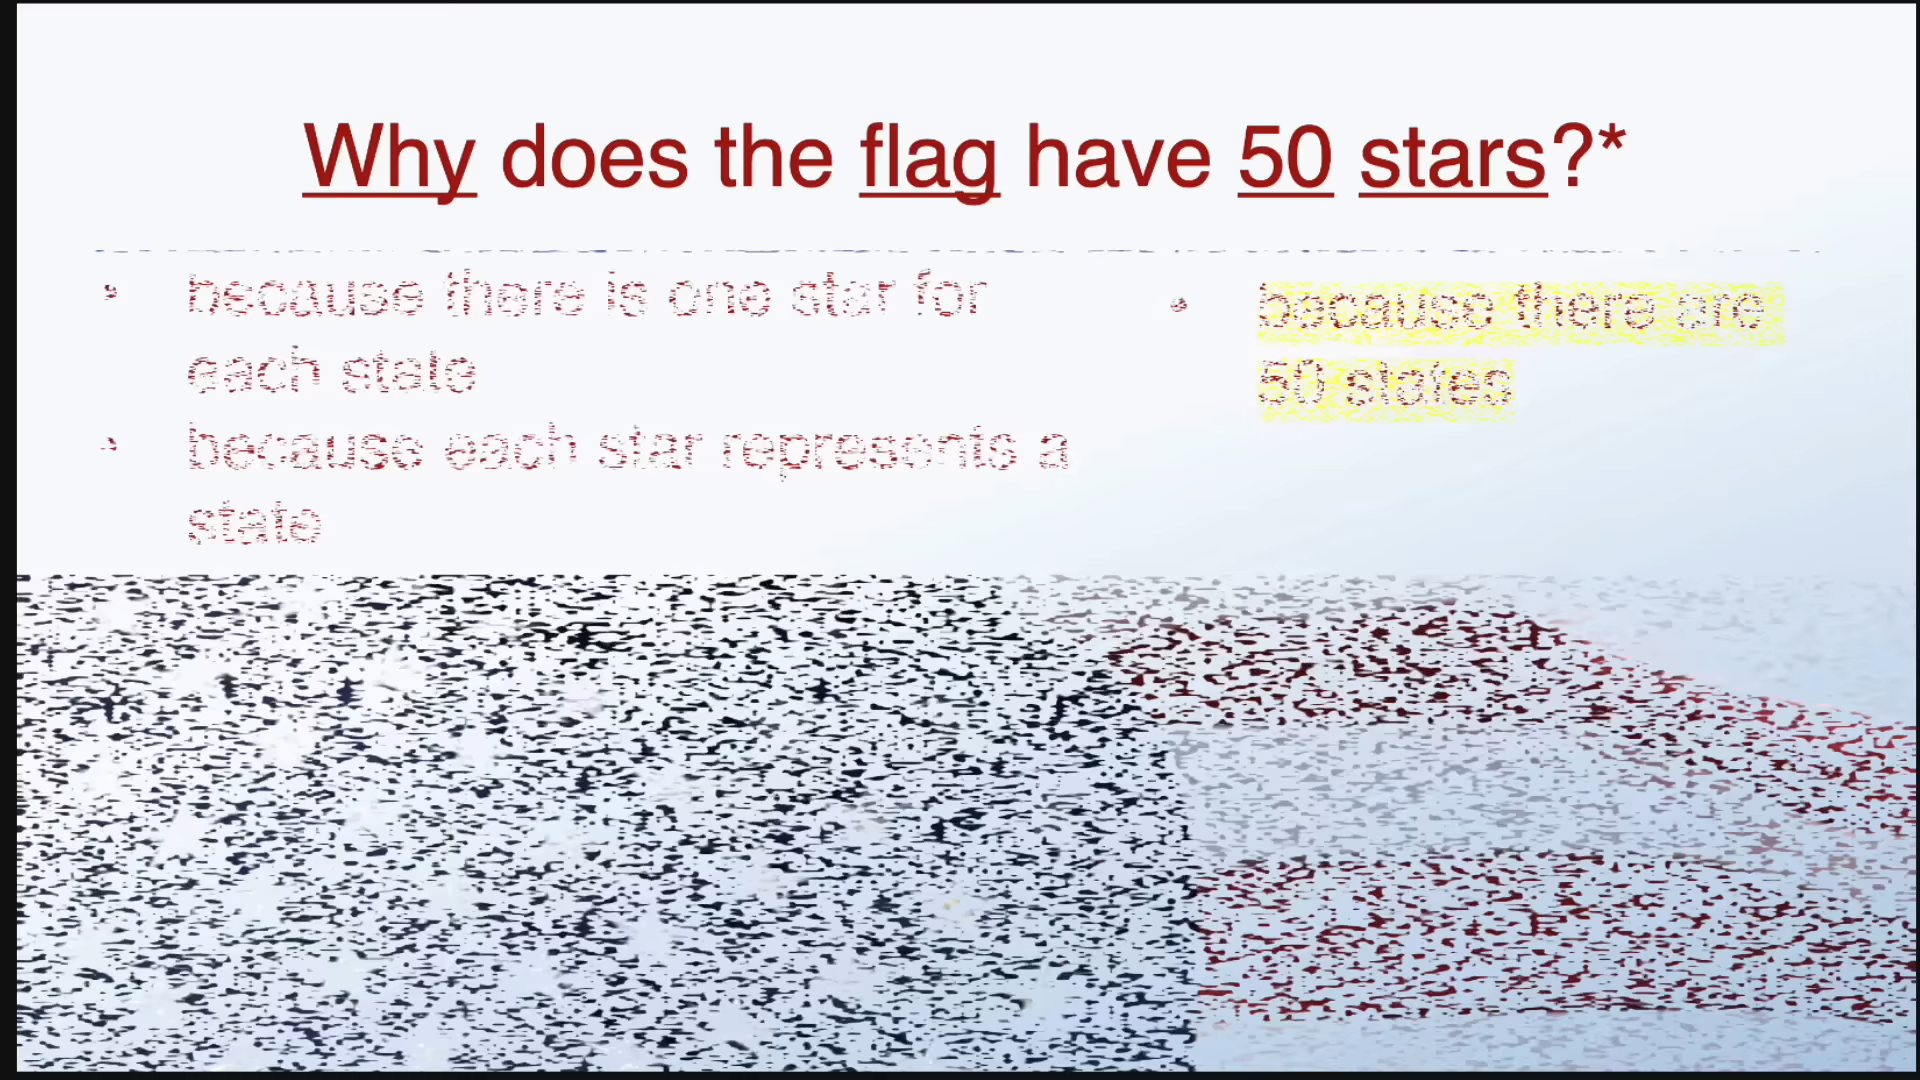 Why does the flag have 50 stars?*
• because there is one star for
each state
• because each star represents a
state
• because there are
50 states